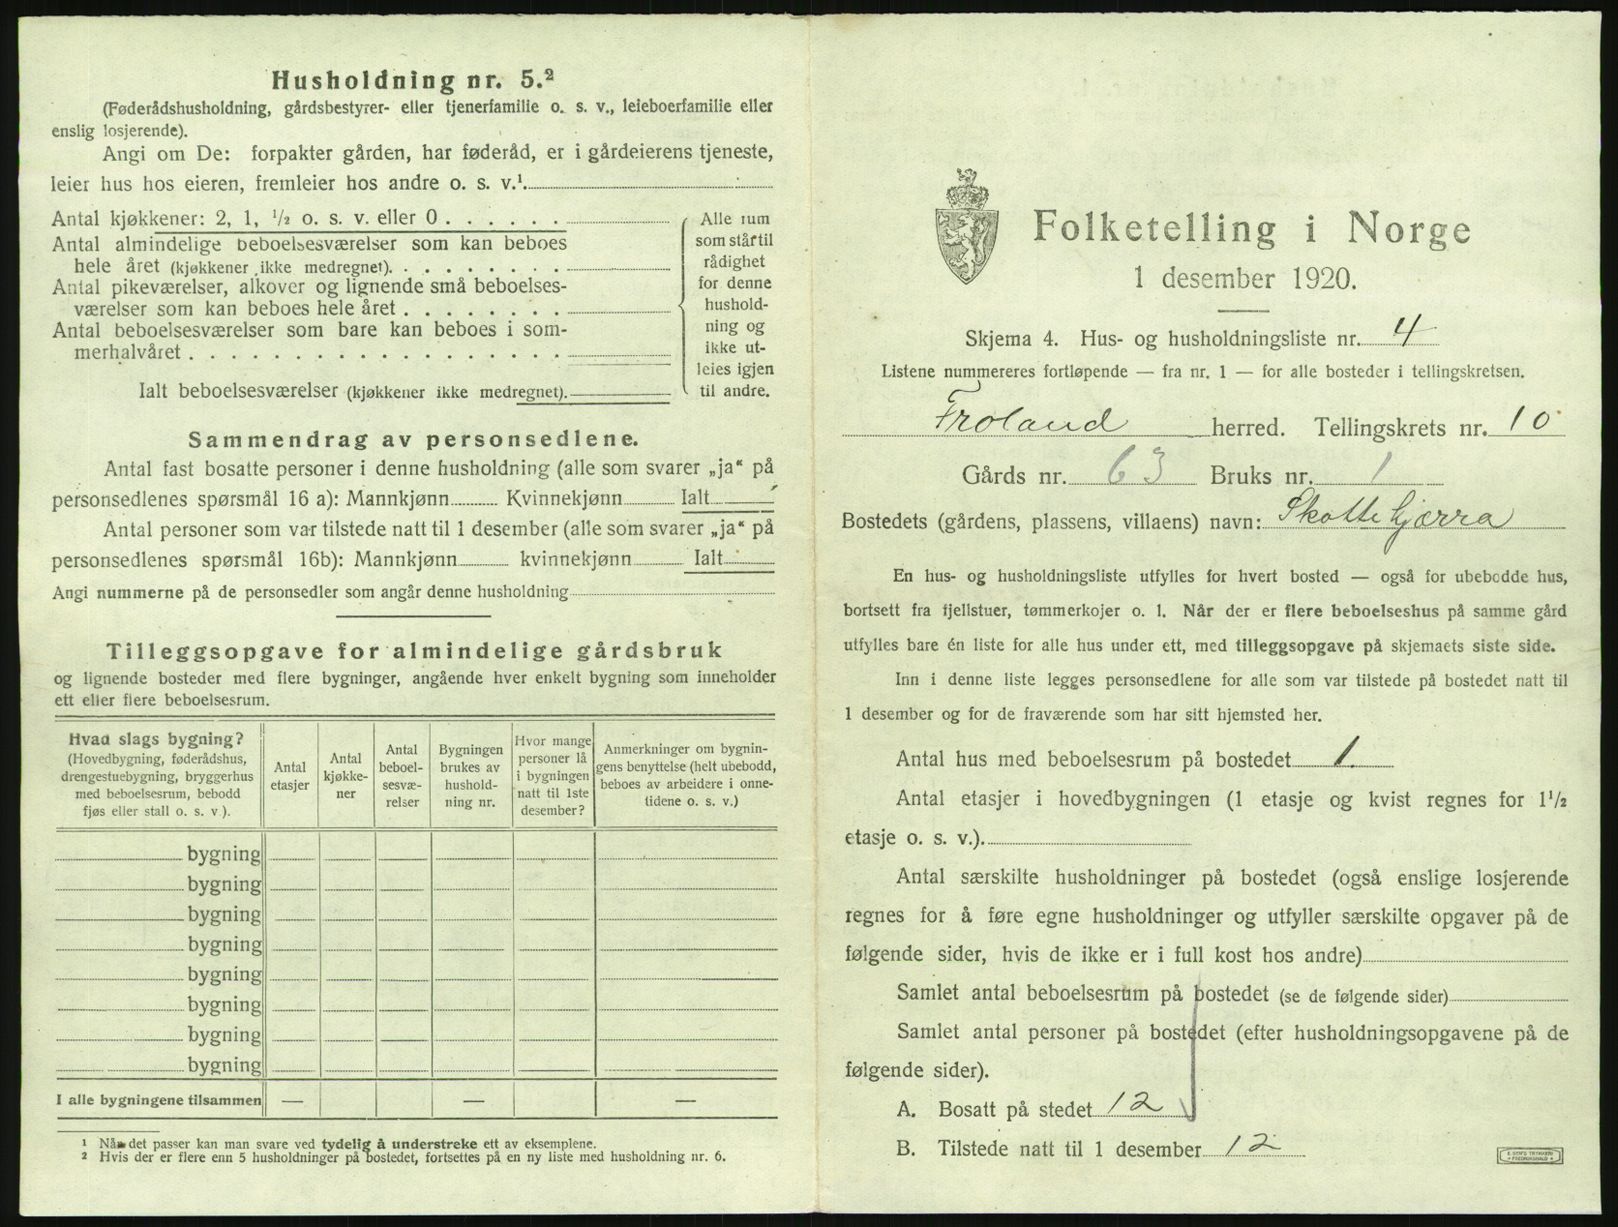 Husholdning nr. 5.²
(Føderådshusholdning, gårdsbestyrer- eller tjenerfamilie o. s. v., leieboerfamilie eller
enslig losjerende).
Angi om De: forpakter gården, har føderåd, er i gårdeierens tjeneste,
leier hus hos eieren, fremleier hos andre o. s. v.¹
Antal kjøkkener: 2, 1, ½ o. s. v. eller 0 . . . . . .
Antal almindelige beboelsesværelser som kan beboes
hele året (kjøkkener ikke medregnet). . . . . . . .
Antal pikeværelser, alkover og lignende små beboelses-
værelser som kan beboes hele året . . . . . . . .
Antal beboelsesværelser som bare kan beboes i som-
merhalvåret . . . . . . . . . . . . . . . . . .
Ialt beboelsesværelser (kjøkkener ikke medregnet).
Alle rum
som står til
rådighet
for denne
hushold-
ning og
ikke ut-
leies igjen
til andre.
Sammendrag av personsedlene.
Antal fast bosatte personer i denne husholdning (alle som svarer „ja“ på
personsedlenes spørsmål 16 a): Mannkjønn Kvinnekjønn Ialt
Antal personer som var tilstede natt til 1 desember (alle som svarer „ja“ på
personsedlenes spørsmål 16b): Mannkjønn kvinnekjønn Ialt
Angi nummerne på de personsedler som angår denne husholdning
Tilleggsopgave for almindelige gårdsbruk
og lignende bosteder med flere bygninger, angående hver enkelt bygning som inneholder
ett eller flere beboelsesrum.
Hvad slags bygning?
(Hovedbygning, føderådshus,
drengestuebygning, bryggerhus
med beboelsesrum, bebodd
fjøs eller stall o. s. v.).
Antal
etasjer
Antal
kjøkke-
ner
Antal
beboel-
sesvæ-
relser
Bygningen
brukes av
hushold-
ning nr.
Hvor mange
personer lå
i bygningen
natt til 1ste
desember?
Anmerkninger om bygnin-
gens benyttelse (helt ubebodd,
beboes av arbeidere i onne-
tidene o. s. v.)
bygning
bygning
bygning
bygning
bygning
bygning
bygning
bygning
I alle bygningene tilsammen — — —
¹ Når det passer kan man svare ved tydelig å understreke ett av eksemplene.
² Hvis der er flere enn 5 husholdninger på bostedet, fortsettes på en ny liste med husholdning nr. 6.
Folketelling i Norge
1 desember 1920.
Skjema 4. Hus- og husholdningsliste nr. 4
Listene nummereres fortløpende — fra nr. 1 — for alle bosteder i tellingskretsen.
Froland herred. Tellingskrets nr. 10
Gårds nr. 63 Bruks nr. 1
Bostedets (gårdens, plassens, villaens) navn: Skottekjærra
En hus- og husholdningsliste utfylles for hvert bosted — også for ubebodde hus,
bortsett fra fjellstuer, tømmerkojer o. l. Når der er flere beboelseshus på samme gård
utfylles bare én liste for alle hus under ett, med tilleggsopgave på skjemaets siste side.
Inn i denne liste legges personsedlene for alle som var tilstede på bostedet natt til
1 desember og for de fraværende som har sitt hjemsted her.
Antal hus med beboelsesrum på bostedet 1.
Antal etasjer i hovedbygningen (1 etasje og kvist regnes for 1½
etasje o. s. v.).
Antal særskilte husholdninger på bostedet (også enslige losjerende
regnes for å føre egne husholdninger og utfyller særskilte opgaver på de
følgende sider, hvis de ikke er i full kost hos andre)
Samlet antal beboelsesrum på bostedet (se de følgende sider)
Samlet antal personer på bostedet (efter husholdningsopgavene på de
følgende sider).
A. Bosatt på stedet 12
B. Tilstede natt til 1 desember 12